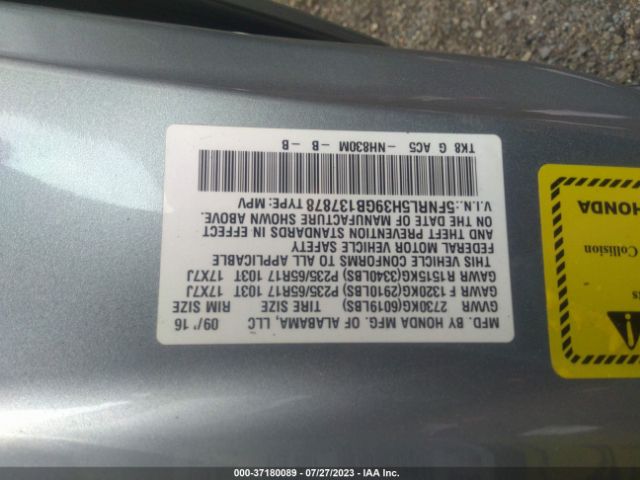 MFD. BY HONDA MFG. OF ALABAMA, LLC 09/'16
GVWR 2730KG(6019LBS) TIRE SIZE RIM SIZE
GAWR F 1320KG(2910LBS) P235/65R17 103T 17X7J
GAWR R 1515KG(3340LBS) P235/65R17 103T 17X7J
THIS VEHICLE CONFORMS TO ALL APPLICABLE
FEDERAL MOTOR VEHICLE SAFETY
AND THEFT PREVENTION STANDARDS IN EFFECT
ON THE DATE OF MANUFACTURE SHOWN ABOVE.
V.I.N.:5FNRL5H39GB137878 TYPE: MPV
TK8 G AC5 -NH830M - B - B
HONDA
Collision
000-37180089 - 07/27/2023 - IAA Inc.